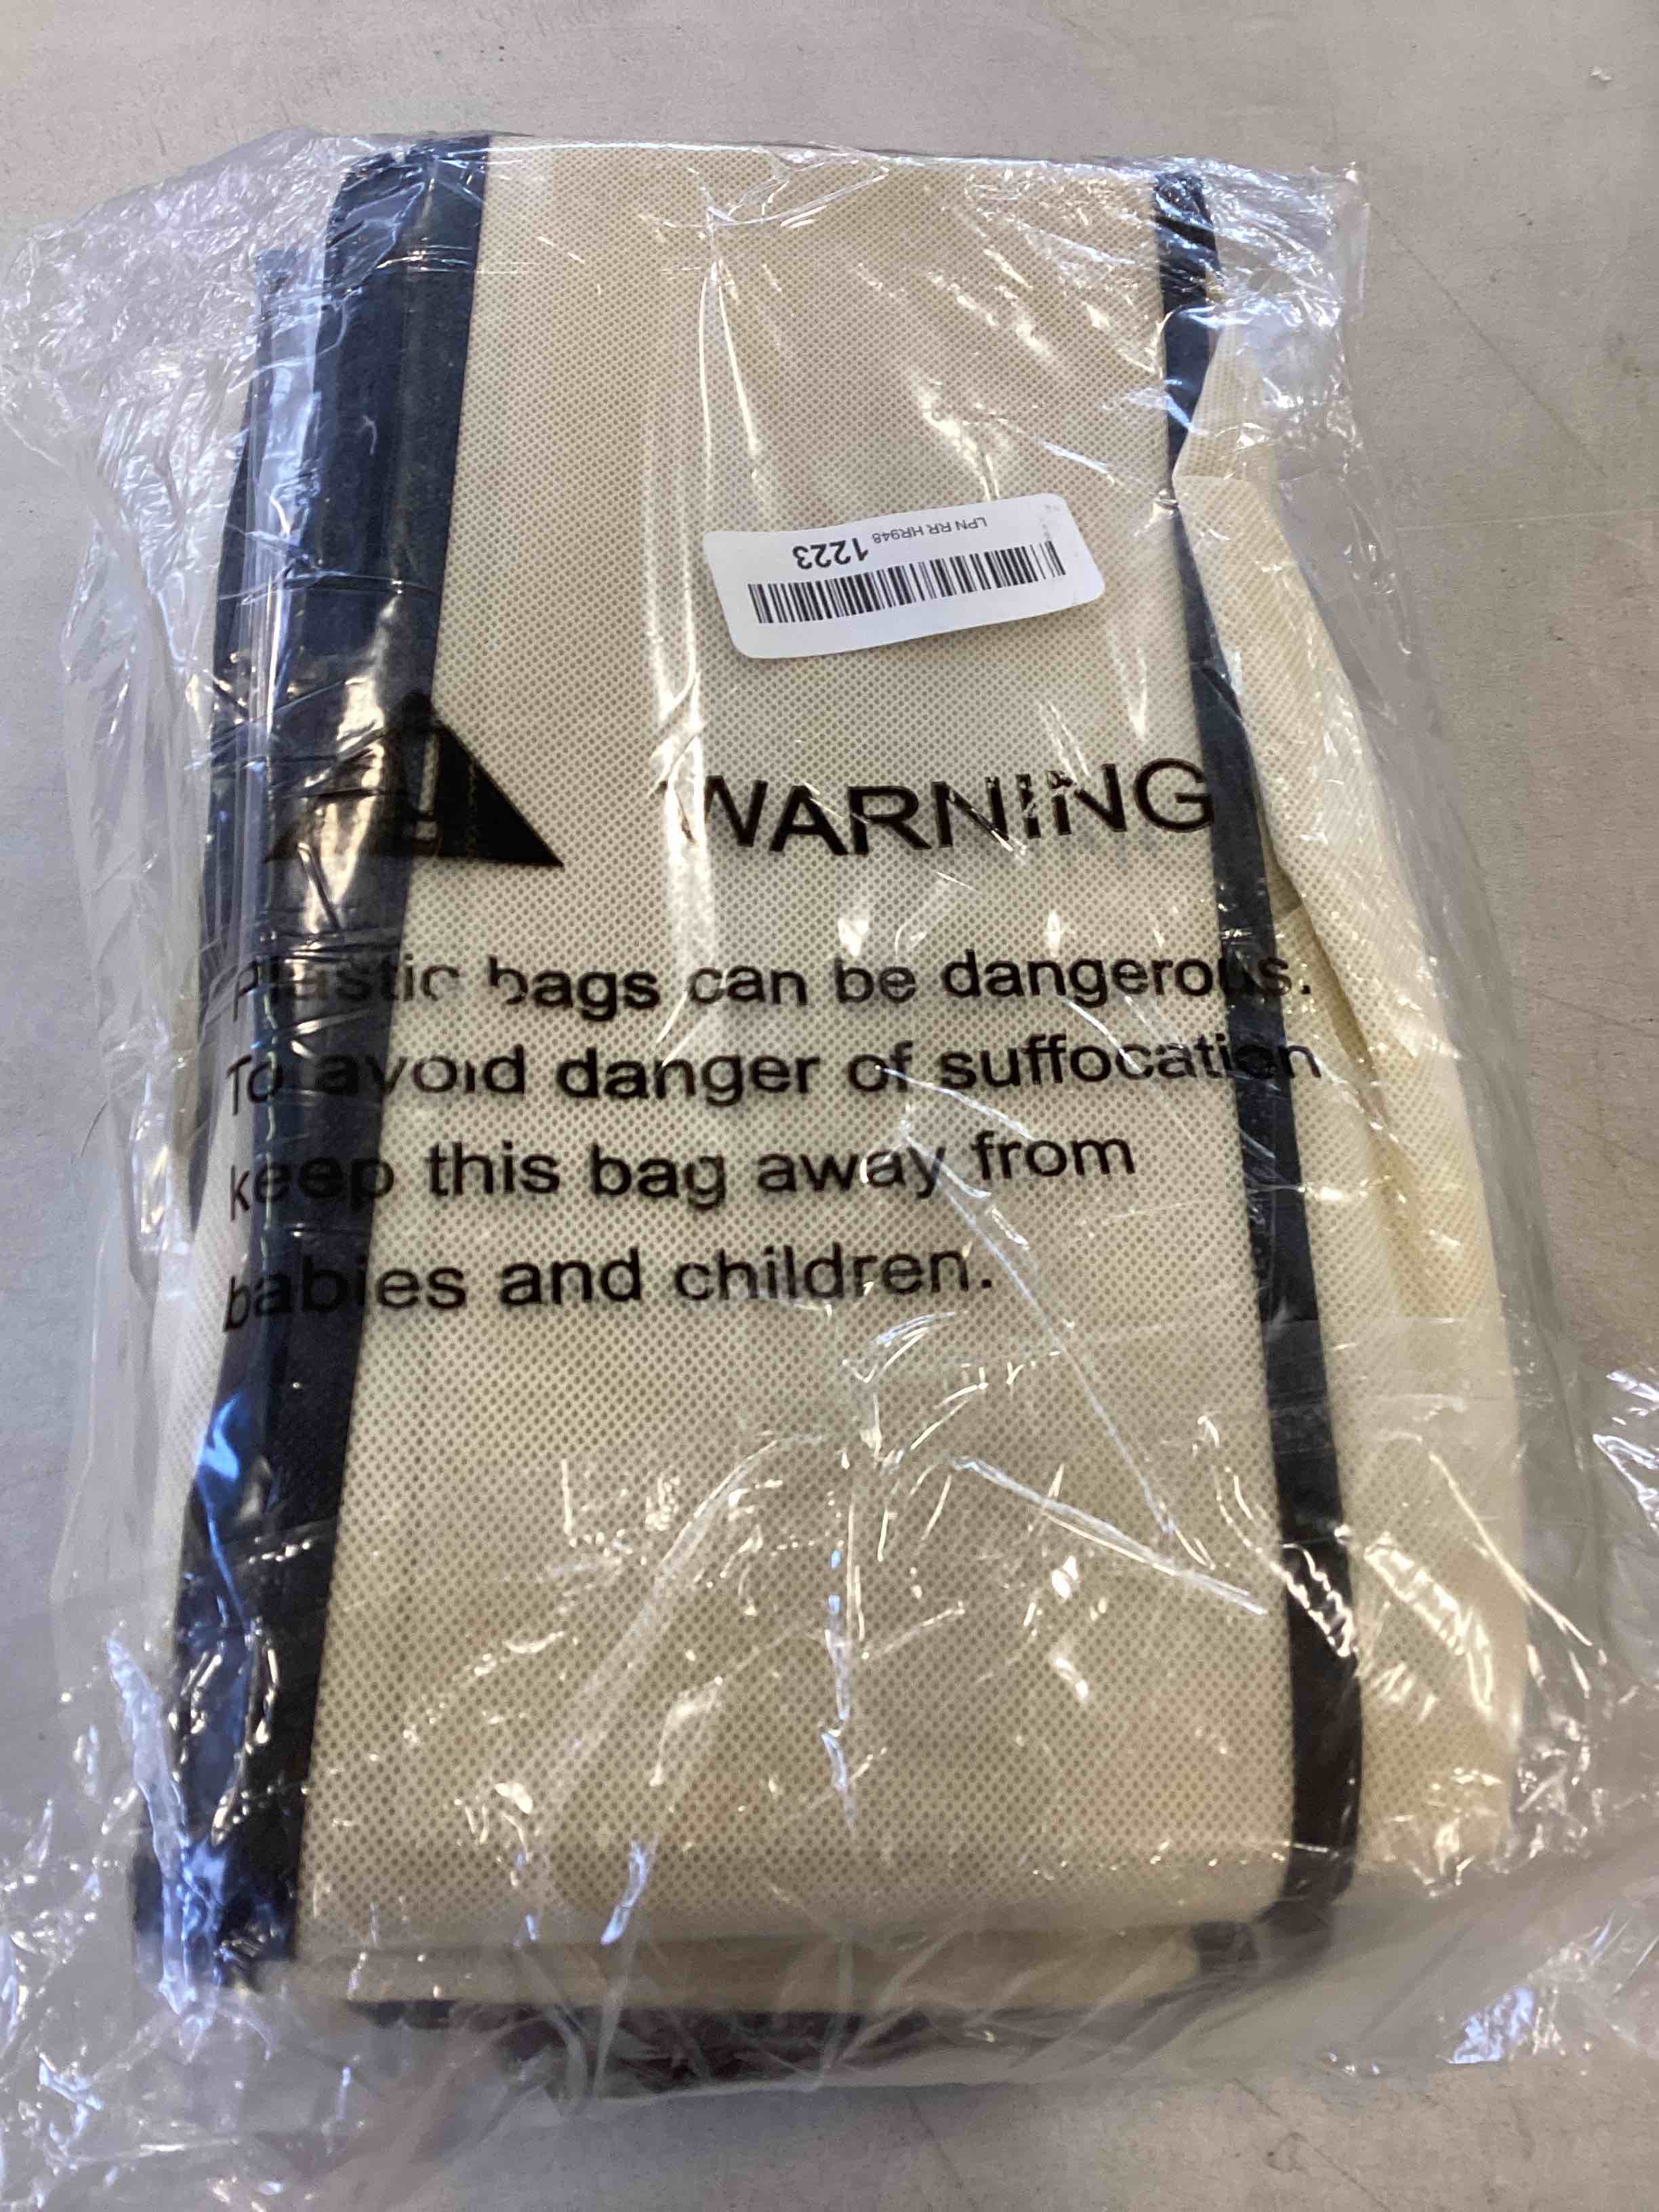 LPN RR HR948
1223
WARNING
Plastic bags can be dangerous.
To avoid danger of suffocation
keep this bag away from
babies and children.